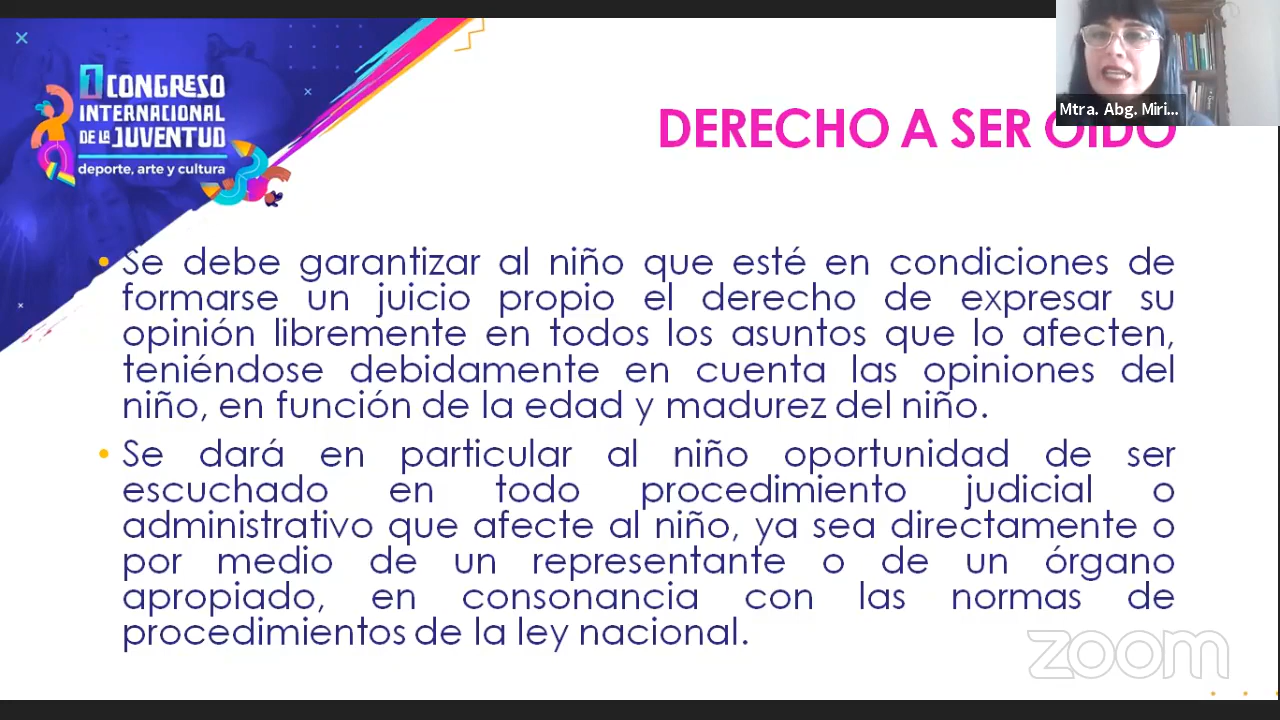 1 CONGRESO
INTERNACIONAL
DE LA JUVENTUD
deporte, arte y cultura
Mtra. Abg. Miri...
DERECHO A SER OÍDO
• Se debe garantizar al niño que esté en condiciones de
formarse un juicio propio el derecho de expresar su
opinión libremente en todos los asuntos que lo afecten,
teniéndose debidamente en cuenta las opiniones del
niño, en función de la edad y madurez del niño.
• Se dará en particular al niño oportunidad de ser
escuchado en todo procedimiento judicial o
administrativo que afecte al niño, ya sea directamente o
por medio de un representante o de un órgano
apropiado, en consonancia con las normas de
procedimientos de la ley nacional.
zoom